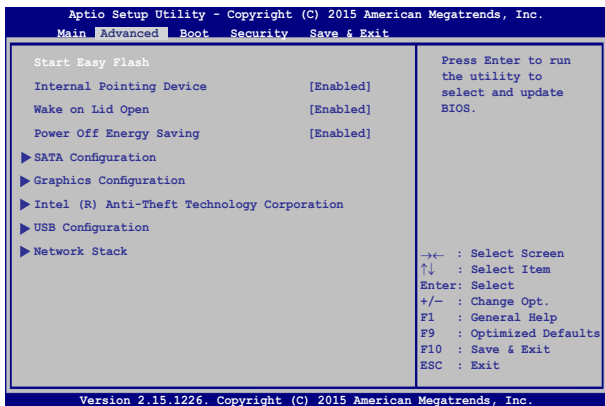 Aptio Setup Utility - Copyright (C) 2015 American Megatrends, Inc.
Main Advanced Boot Security Save & Exit
Start Easy Flash
Internal Pointing Device [Enabled]
Wake on Lid Open [Enabled]
Power Off Energy Saving [Enabled]
SATA Configuration
Graphics Configuration
Intel (R) Anti-Theft Technology Corporation
USB Configuration
Network Stack
Press Enter to run
the utility to
select and update
BIOS.
→← : Select Screen
↑↓ : Select Item
Enter: Select
+/— : Change Opt.
F1 : General Help
F9 : Optimized Defaults
F10 : Save & Exit
ESC : Exit
Version 2.15.1226. Copyright (C) 2015 American Megatrends, Inc.